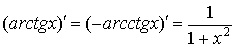 (arctgx)' = (-arcctgx)' = 1/(1+x²)